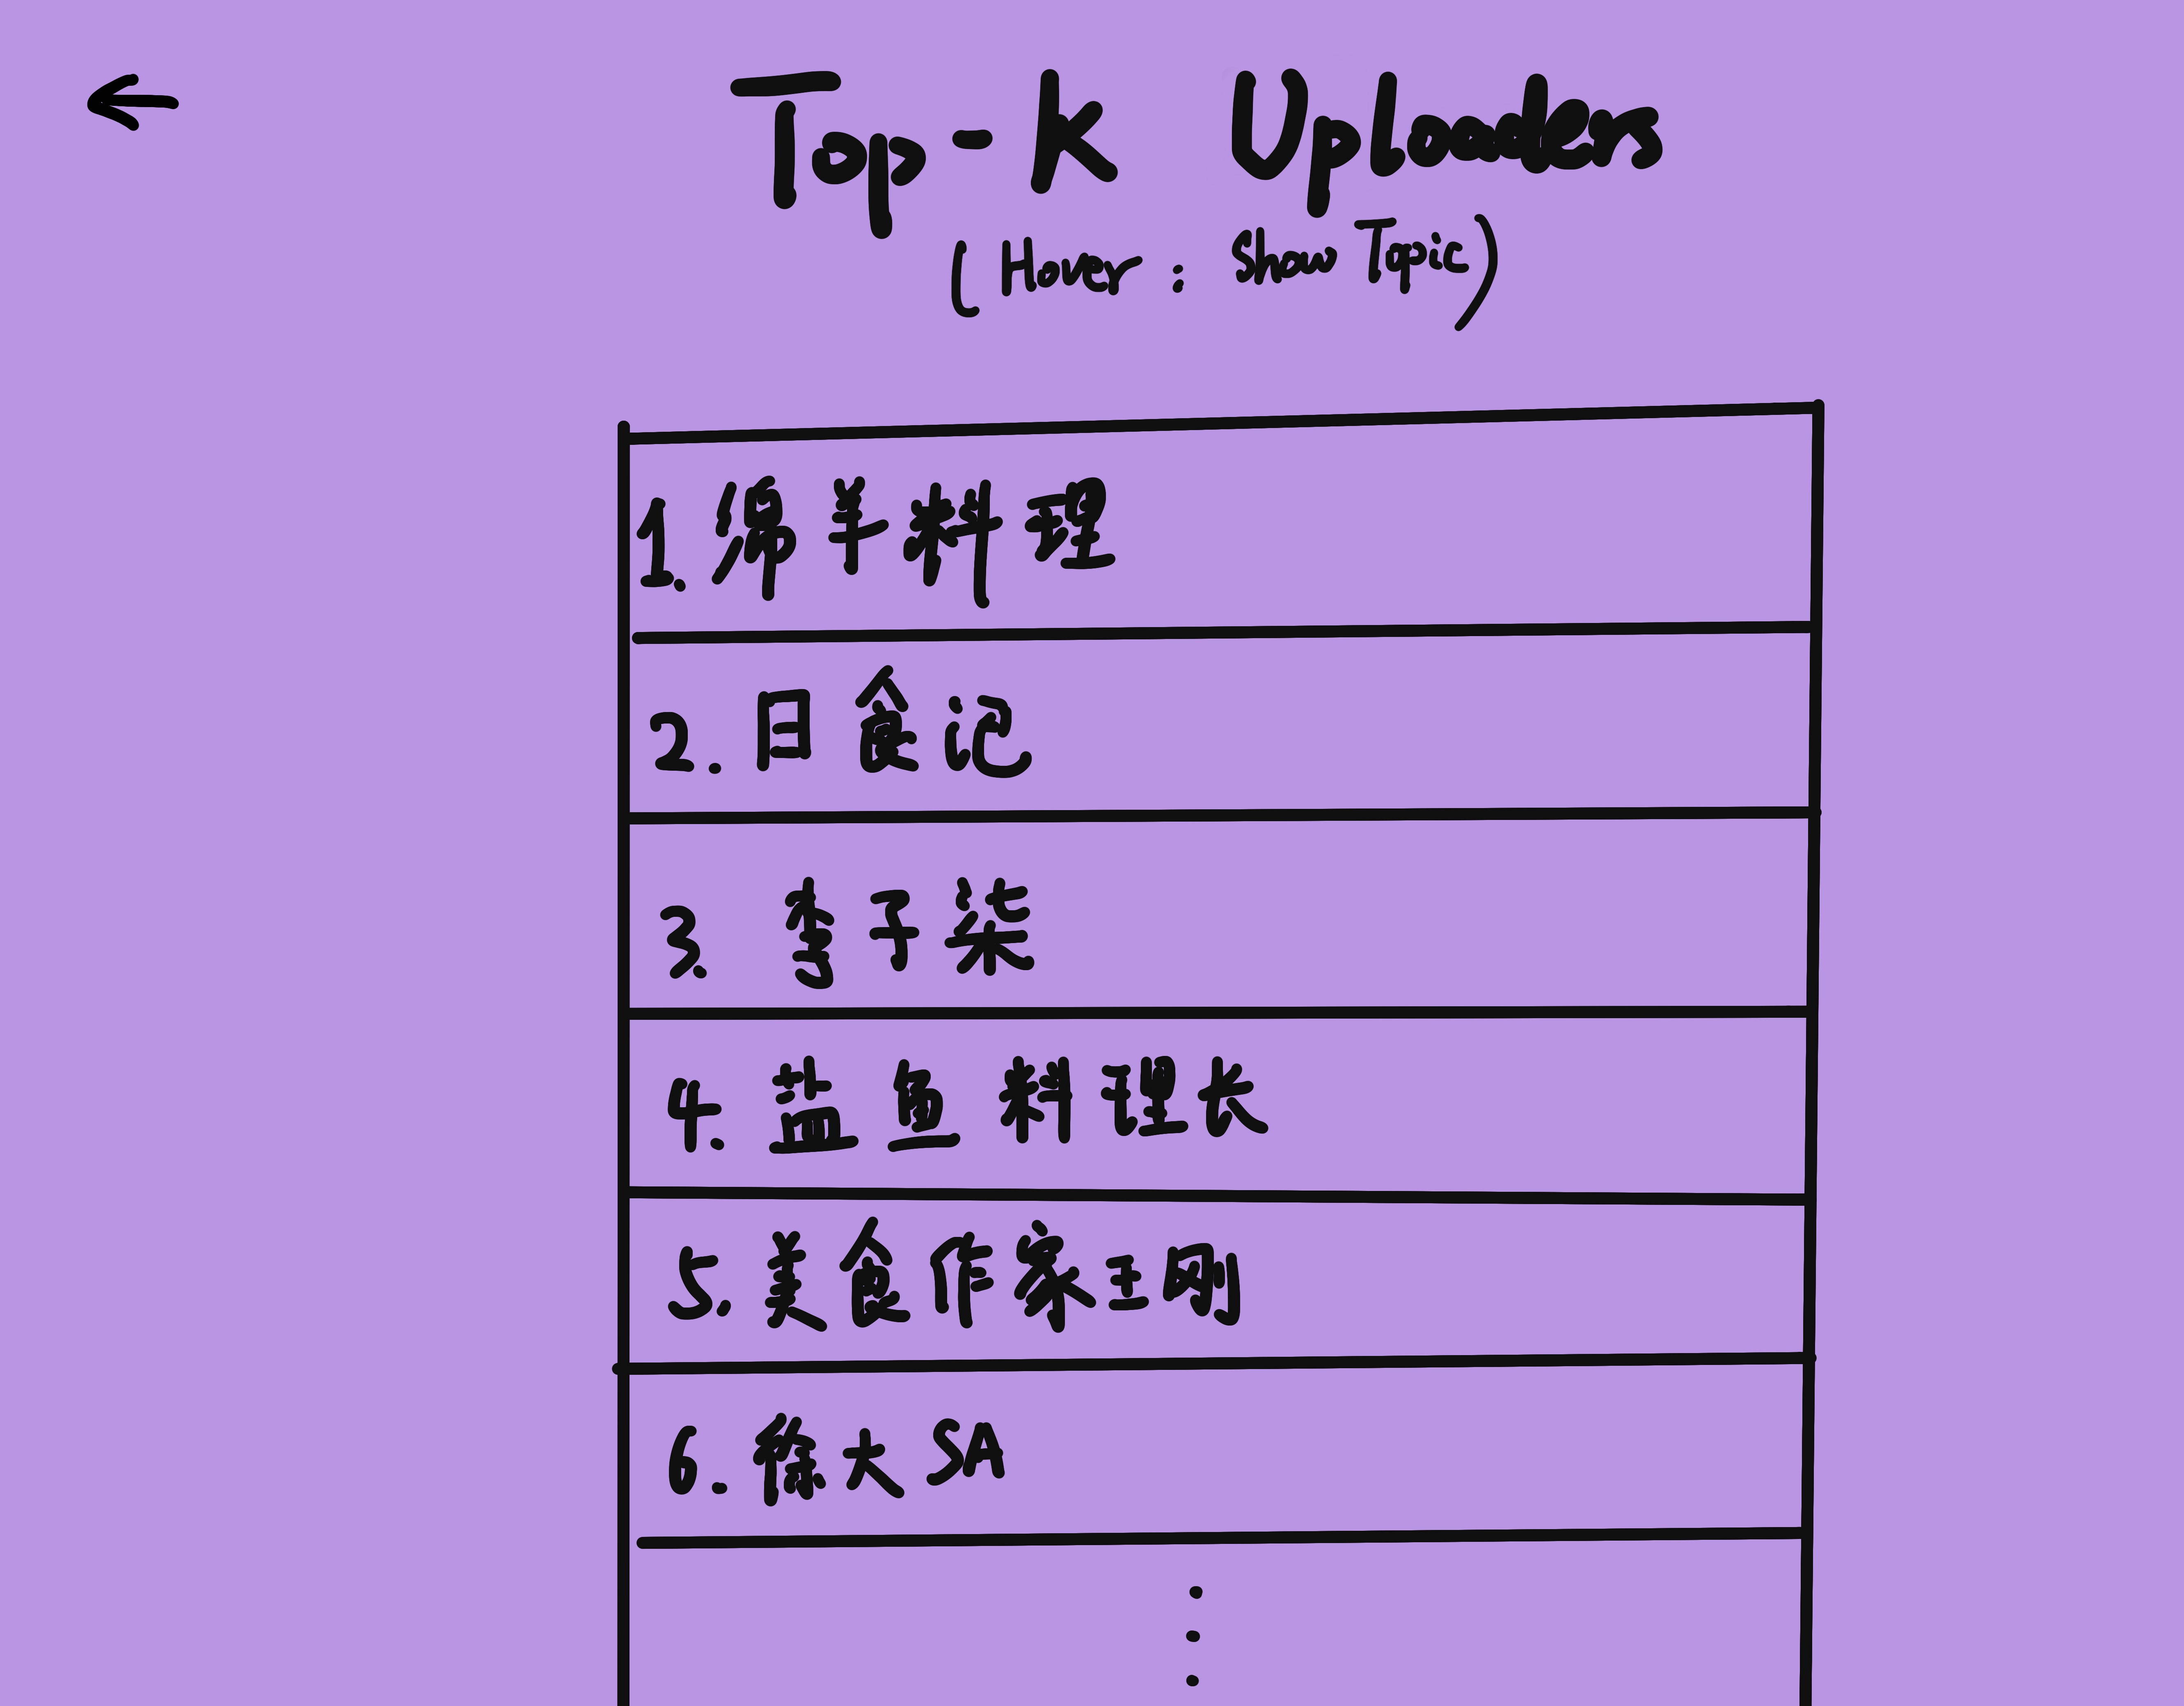 Top-K Uploaders
(Hover : Show Topic)
1. 绵羊料理
2. 日食记
3. 李子柒
4. 盐鱼料理长
5. 美食作家王刚
6. 徐大SA